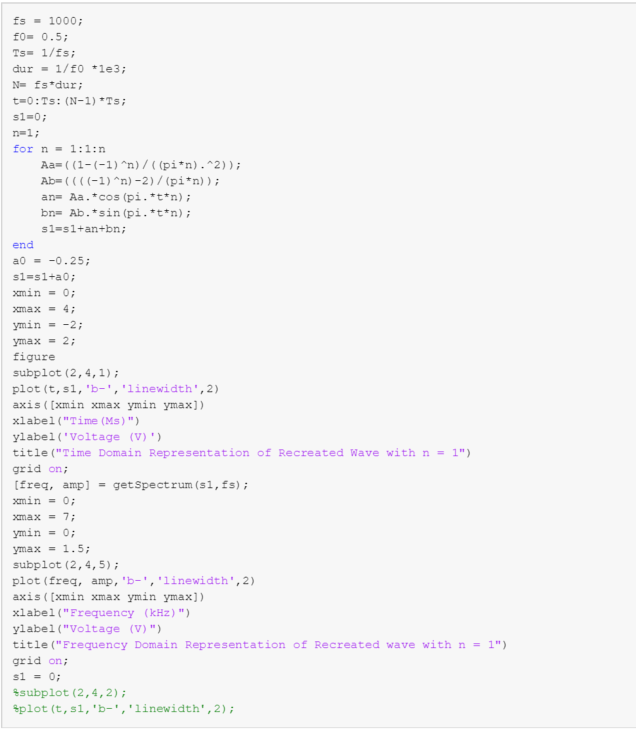 fs = 1000;
f0= 0.5;
Ts= 1/fs;
dur = 1/f0 *1e3;
N= fs*dur;
t=0:Ts:(N-1)*Ts;
s1=0;
n=1;
for n = 1:1:n
    Aa=((1-(-1)^n)/((pi*n).^2));
    Ab=((((-1)^n)-2)/(pi*n));
    an= Aa.*cos(pi.*t*n);
    bn= Ab.*sin(pi.*t*n);
    s1=s1+an+bn;
end
a0 = -0.25;
s1=s1+a0;
xmin = 0;
xmax = 4;
ymin = -2;
ymax = 2;
figure
subplot(2,4,1);
plot(t,s1,'b-','linewidth',2)
axis([xmin xmax ymin ymax])
xlabel("Time(Ms)")
ylabel('Voltage (V)')
title("Time Domain Representation of Recreated Wave with n = 1")
grid on;
[freq, amp] = getSpectrum(s1,fs);
xmin = 0;
xmax = 7;
ymin = 0;
ymax = 1.5;
subplot(2,4,5);
plot(freq, amp,'b-','linewidth',2)
axis([xmin xmax ymin ymax])
xlabel("Frequency (kHz)")
ylabel("Voltage (V)")
title("Frequency Domain Representation of Recreated wave with n = 1")
grid on;
s1 = 0;
%subplot(2,4,2);
%plot(t,s1,'b-','linewidth',2);